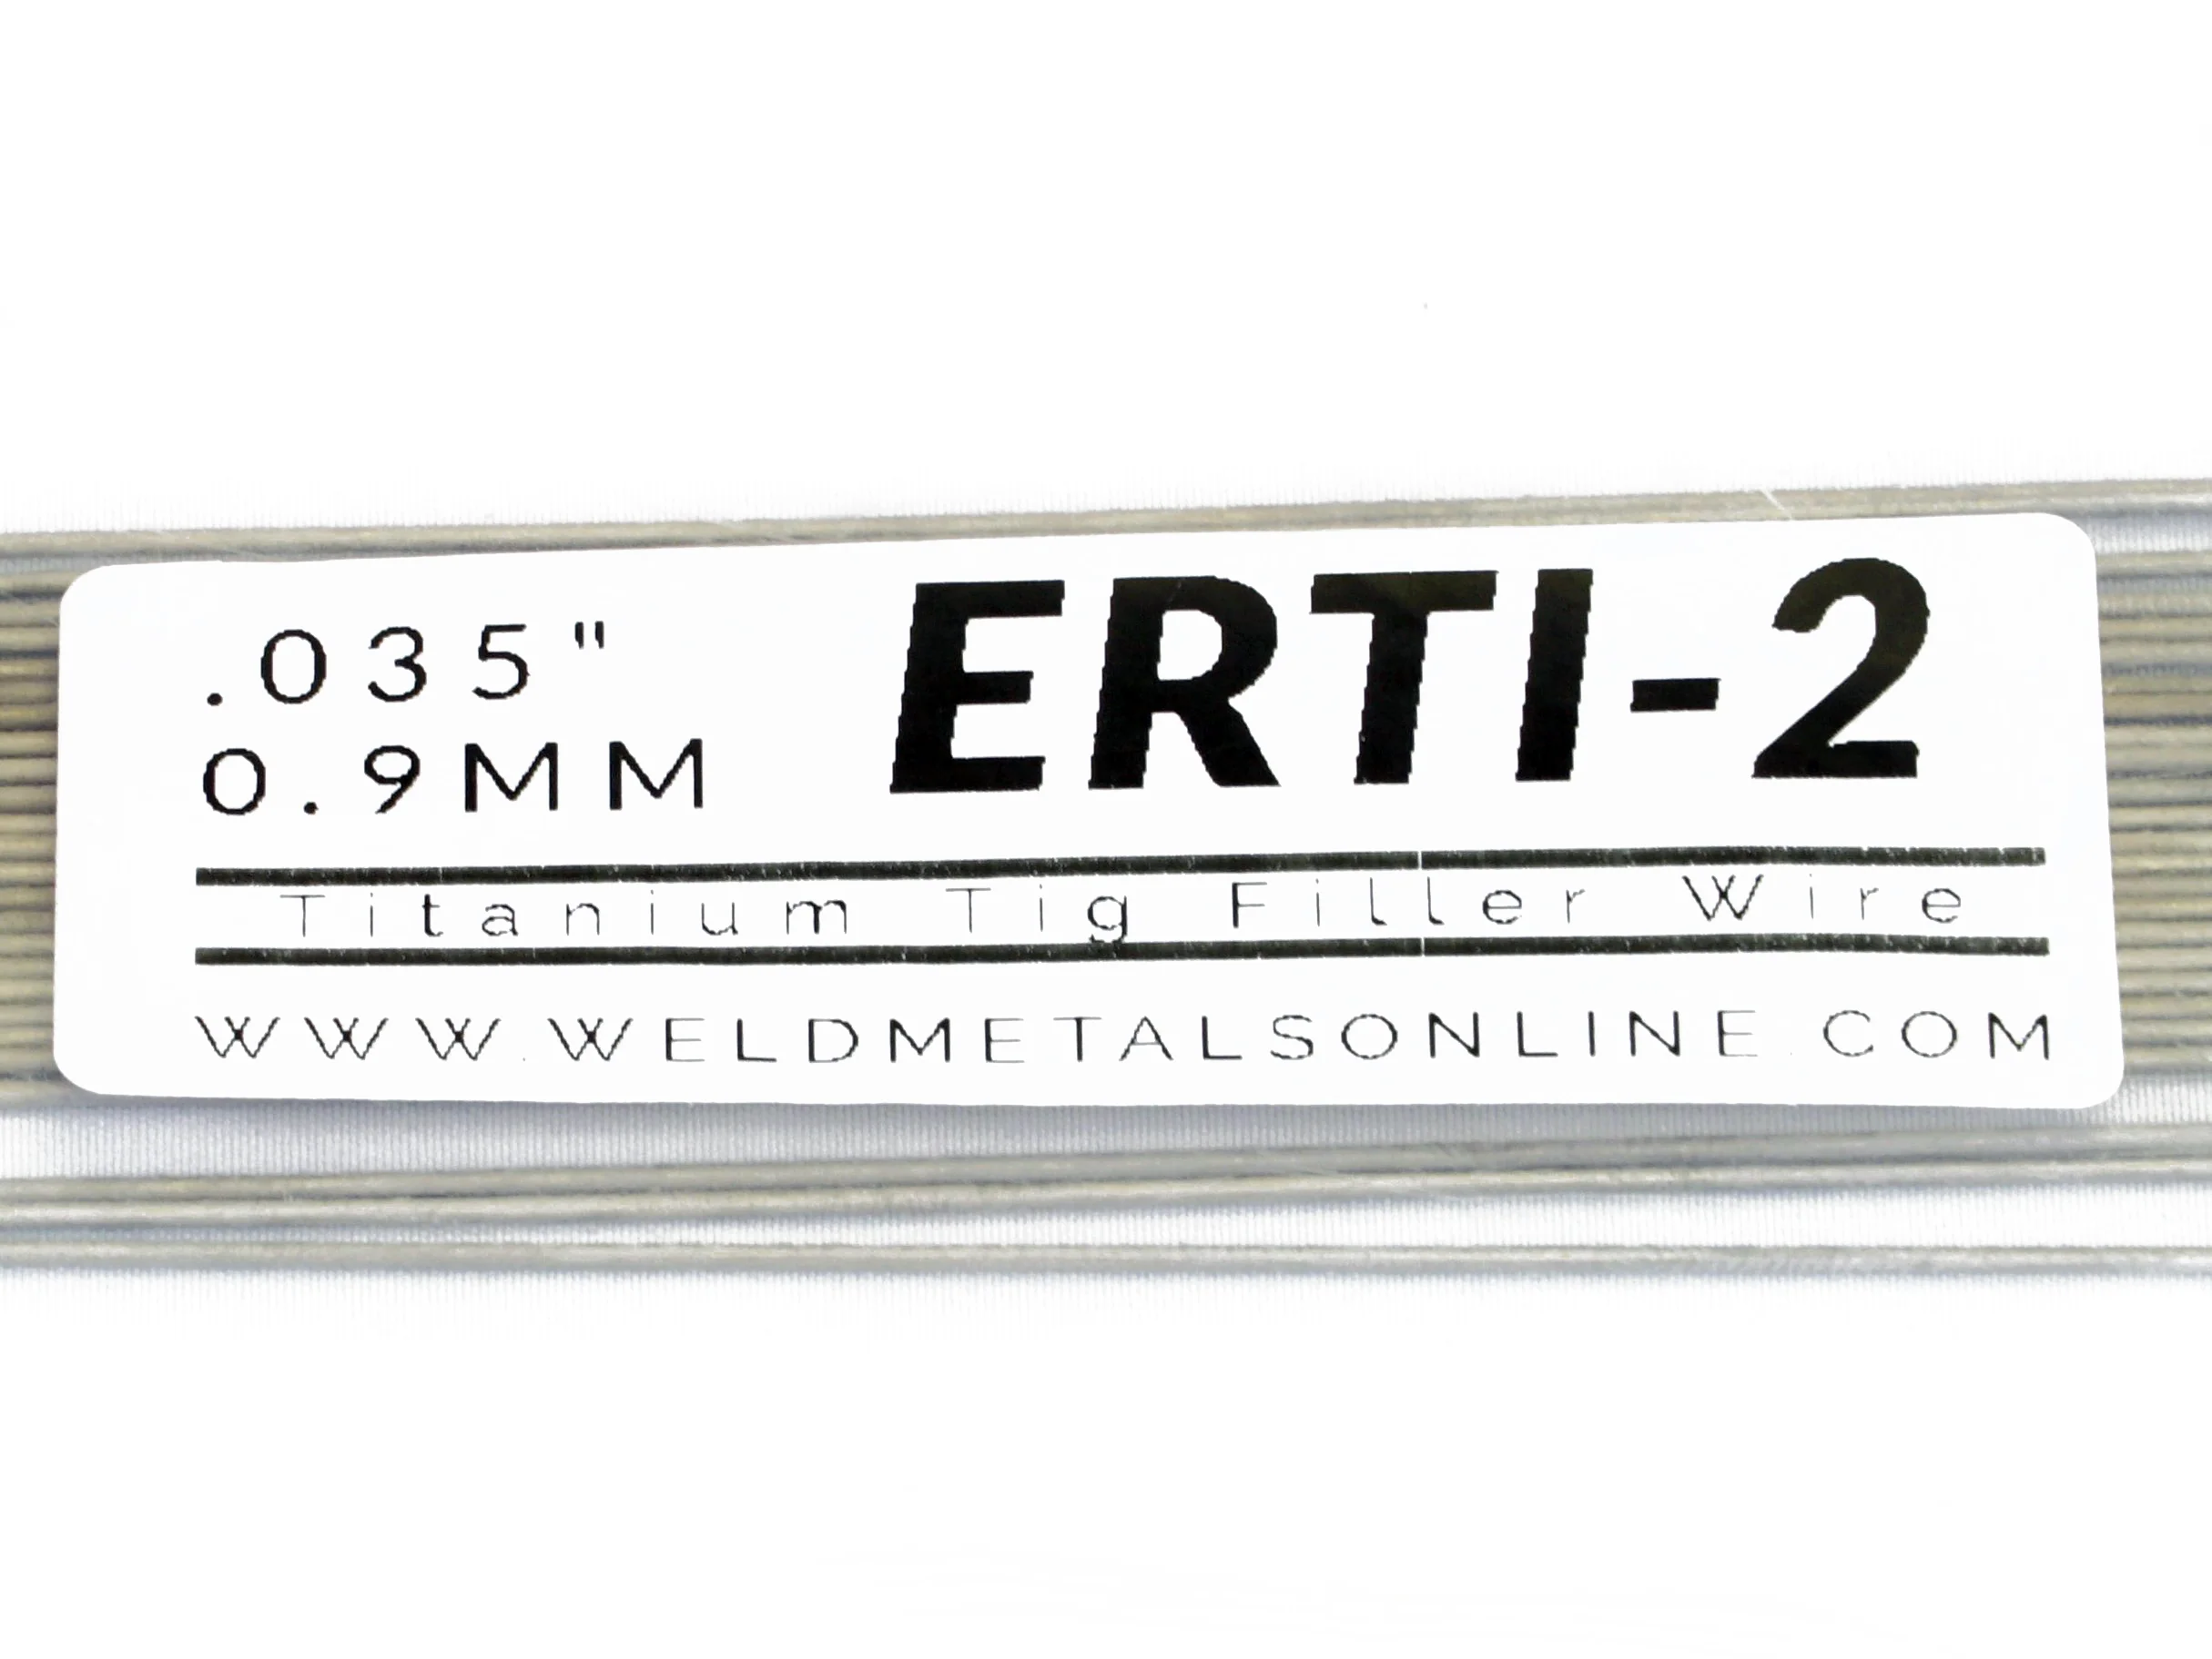 .035"
0.9MM
ERTI-2
Titanium Tig Filler Wire
WWW.WELDMETALSONLINE.COM